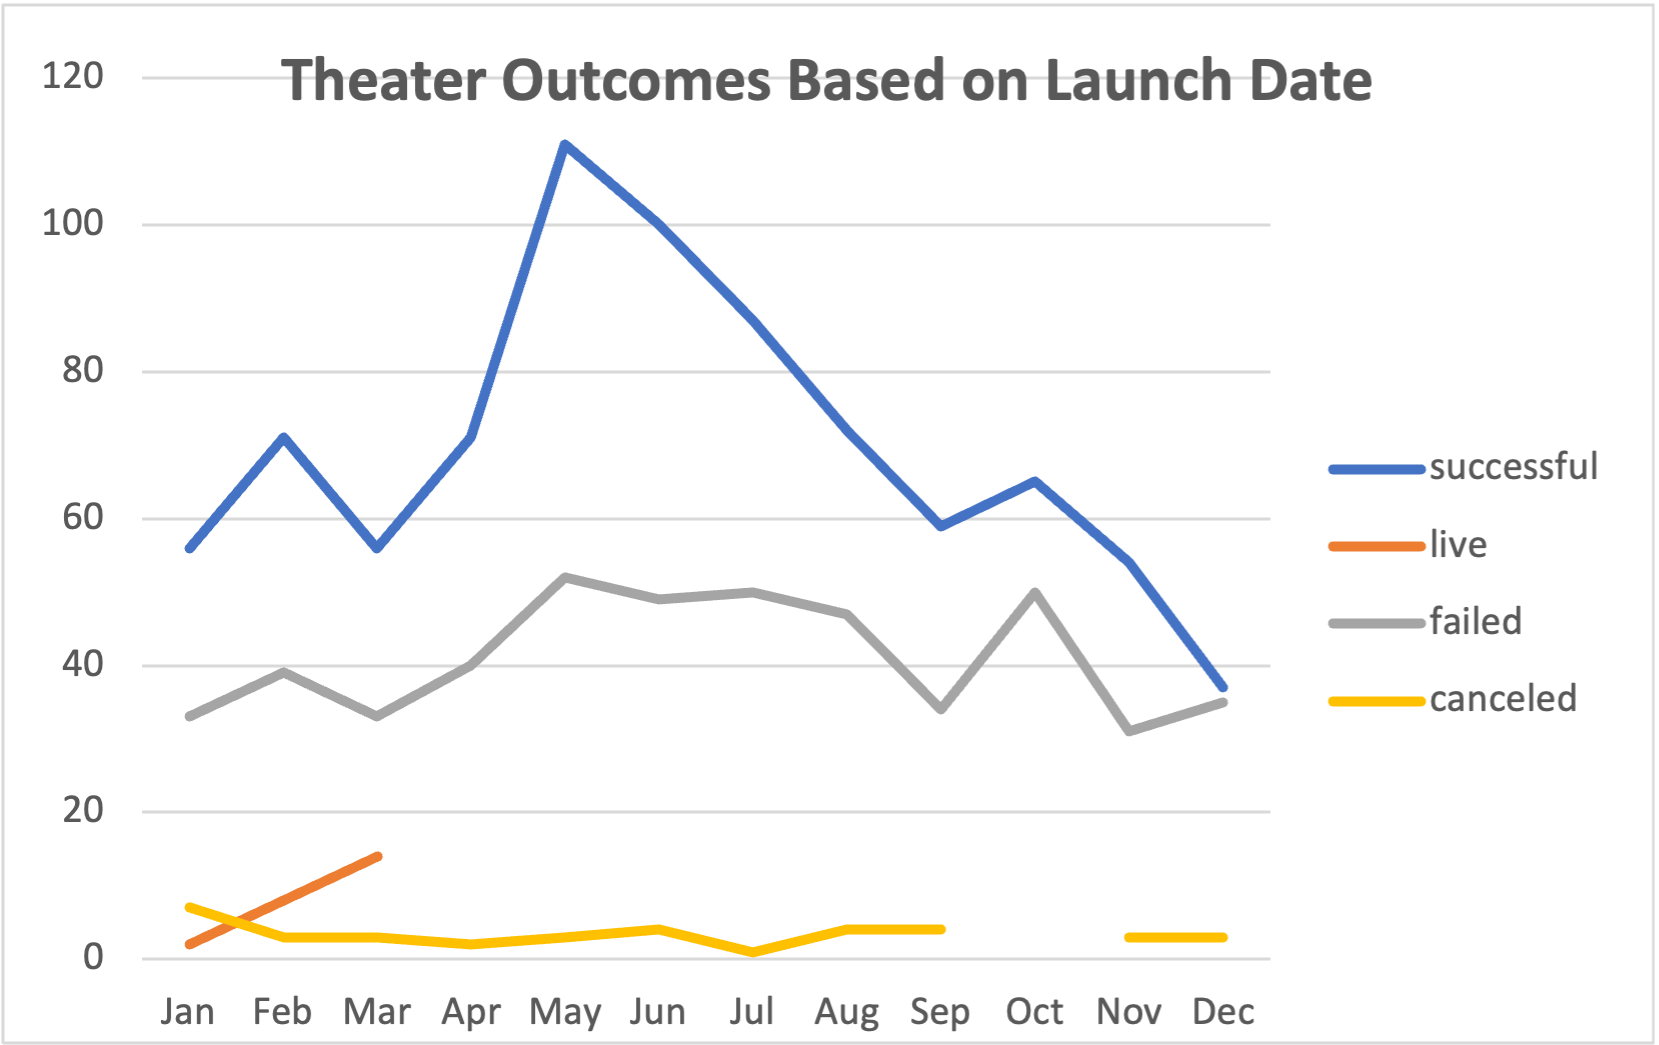 Theater Outcomes Based on Launch Date
120
100
80
60
40
20
0
Jan Feb Mar Apr May Jun Jul Aug Sep Oct Nov Dec
successful
live
failed
canceled